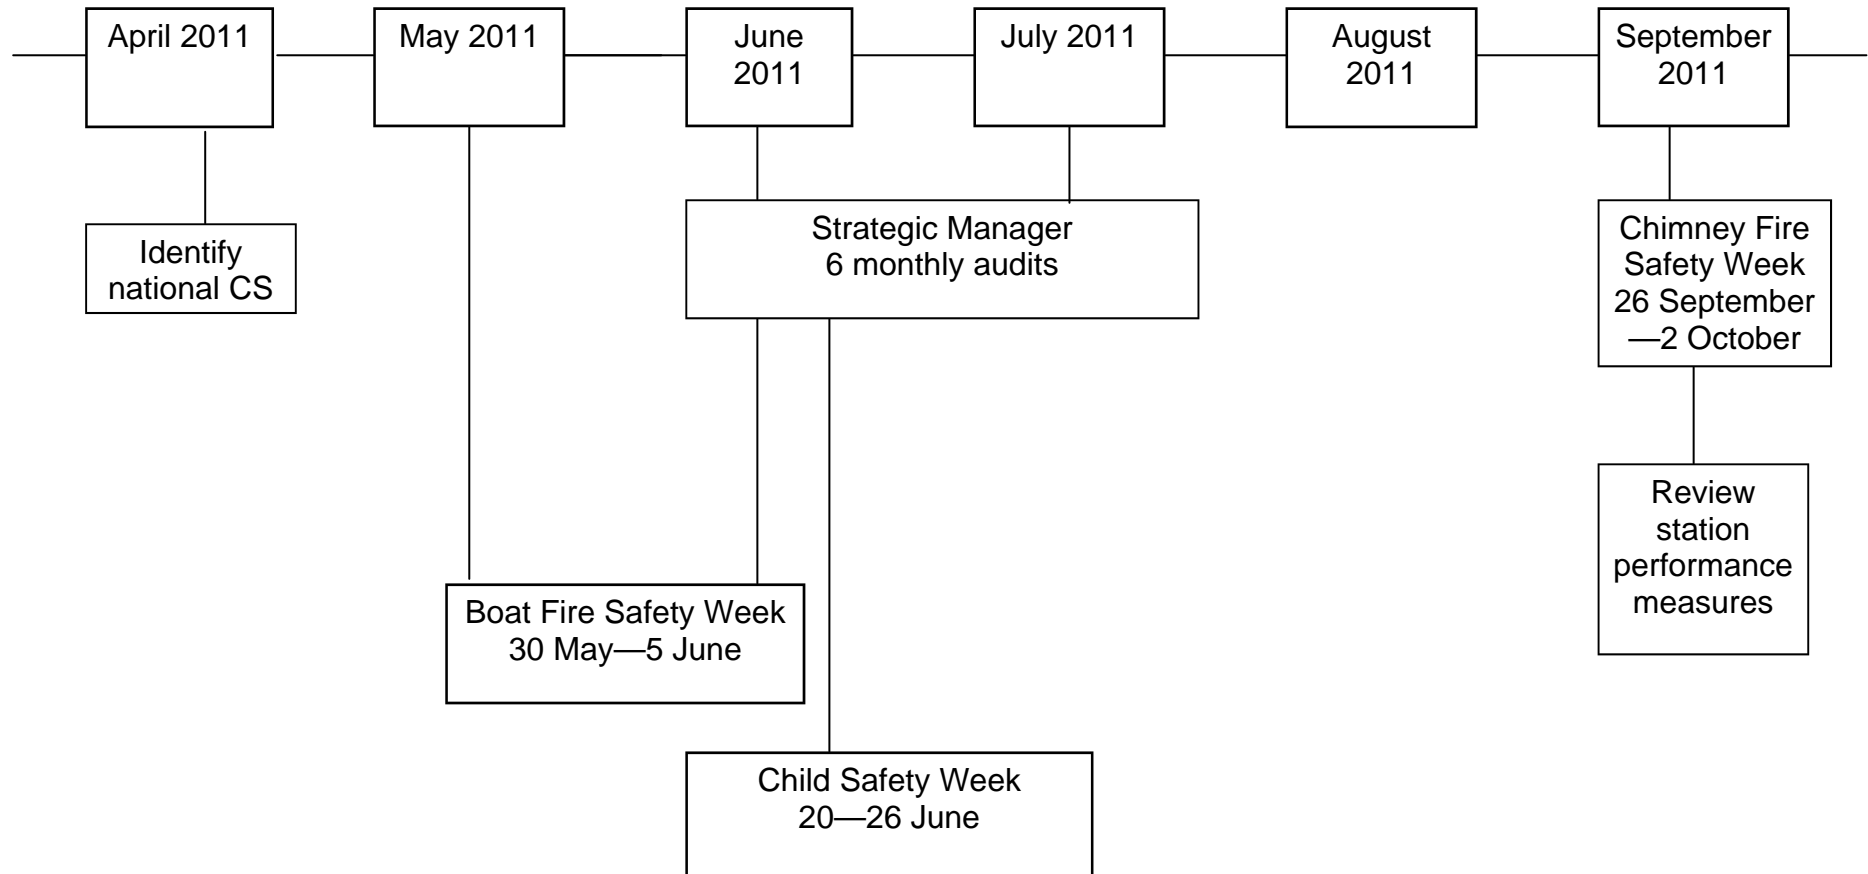 April 2011
May 2011
June
2011
July 2011
August
2011
September
2011
Identify
national CS
Strategic Manager
6 monthly audits
Chimney Fire
Safety Week
26 September
—2 October
Review
station
performance
measures
Boat Fire Safety Week
30 May—5 June
Child Safety Week
20—26 June